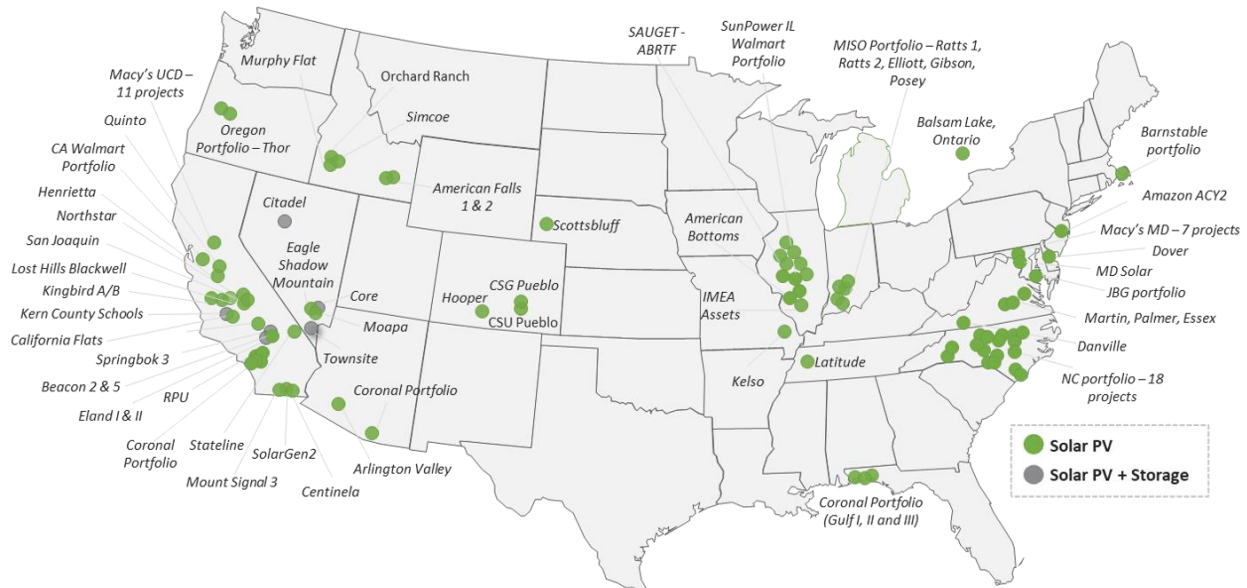 SAUGET -
ABRTF
SunPower IL
Walmart
Portfolio
MISO Portfolio – Ratts 1,
Ratts 2, Elliott, Gibson,
Posey
Murphy Flat
Orchard Ranch
Simcoe
Macy's UCD –
11 projects
Quinto
Oregon
Portfolio – Thor
CA Walmart
Portfolio
Henrietta
Northstar
San Joaquin
Lost Hills Blackwell
Kingbird A/B
Kern County Schools
California Flats
Springbok 3
Beacon 2 & 5
RPU
Eland I & II
Coronal
Portfolio
Stateline
Mount Signal 3
SolarGen2
Centinela
Citadel
Eagle
Shadow
Mountain
Core
Moapa
Townsite
Coronal Portfolio
Arlington Valley
American Falls
1 & 2
Scottsbluff
Hooper
CSG Pueblo
CSU Pueblo
American
Bottoms
IMEA
Assets
Kelso
Latitude
Balsam Lake,
Ontario
Barnstable
portfolio
Amazon ACY2
Macy's MD – 7 projects
Dover
MD Solar
JBG portfolio
Martin, Palmer, Essex
Danville
NC portfolio – 18
projects
Coronal Portfolio
(Gulf I, II and III)
Solar PV
Solar PV + Storage